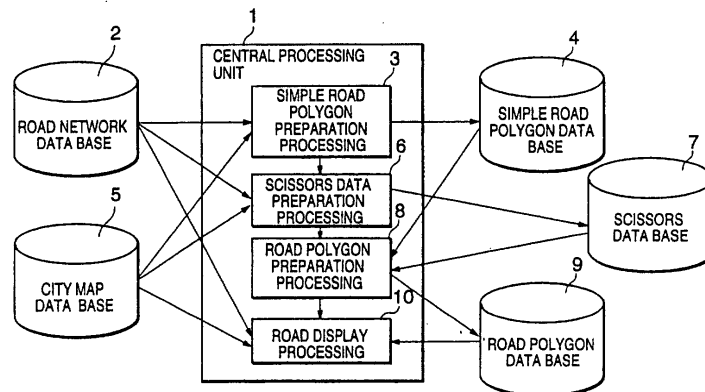 1
2
CENTRAL PROCESSING
UNIT
3
4
ROAD NETWORK
DATA BASE
SIMPLE ROAD
POLYGON
PREPARATION
PROCESSING
SIMPLE ROAD
POLYGON DATA
BASE
5
6
7
SCISSORS DATA
PREPARATION
PROCESSING
SCISSORS
DATA BASE
8
CITY MAP
DATA BASE
ROAD POLYGON
PREPARATION
PROCESSING
9
10
ROAD DISPLAY
PROCESSING
ROAD POLYGON
DATA BASE